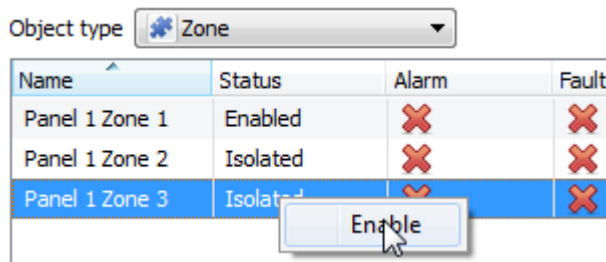 Object type Zone
Name Status Alarm Fault
Panel 1 Zone 1 Enabled
Panel 1 Zone 2 Isolated
Panel 1 Zone 3 Isolated
Enable